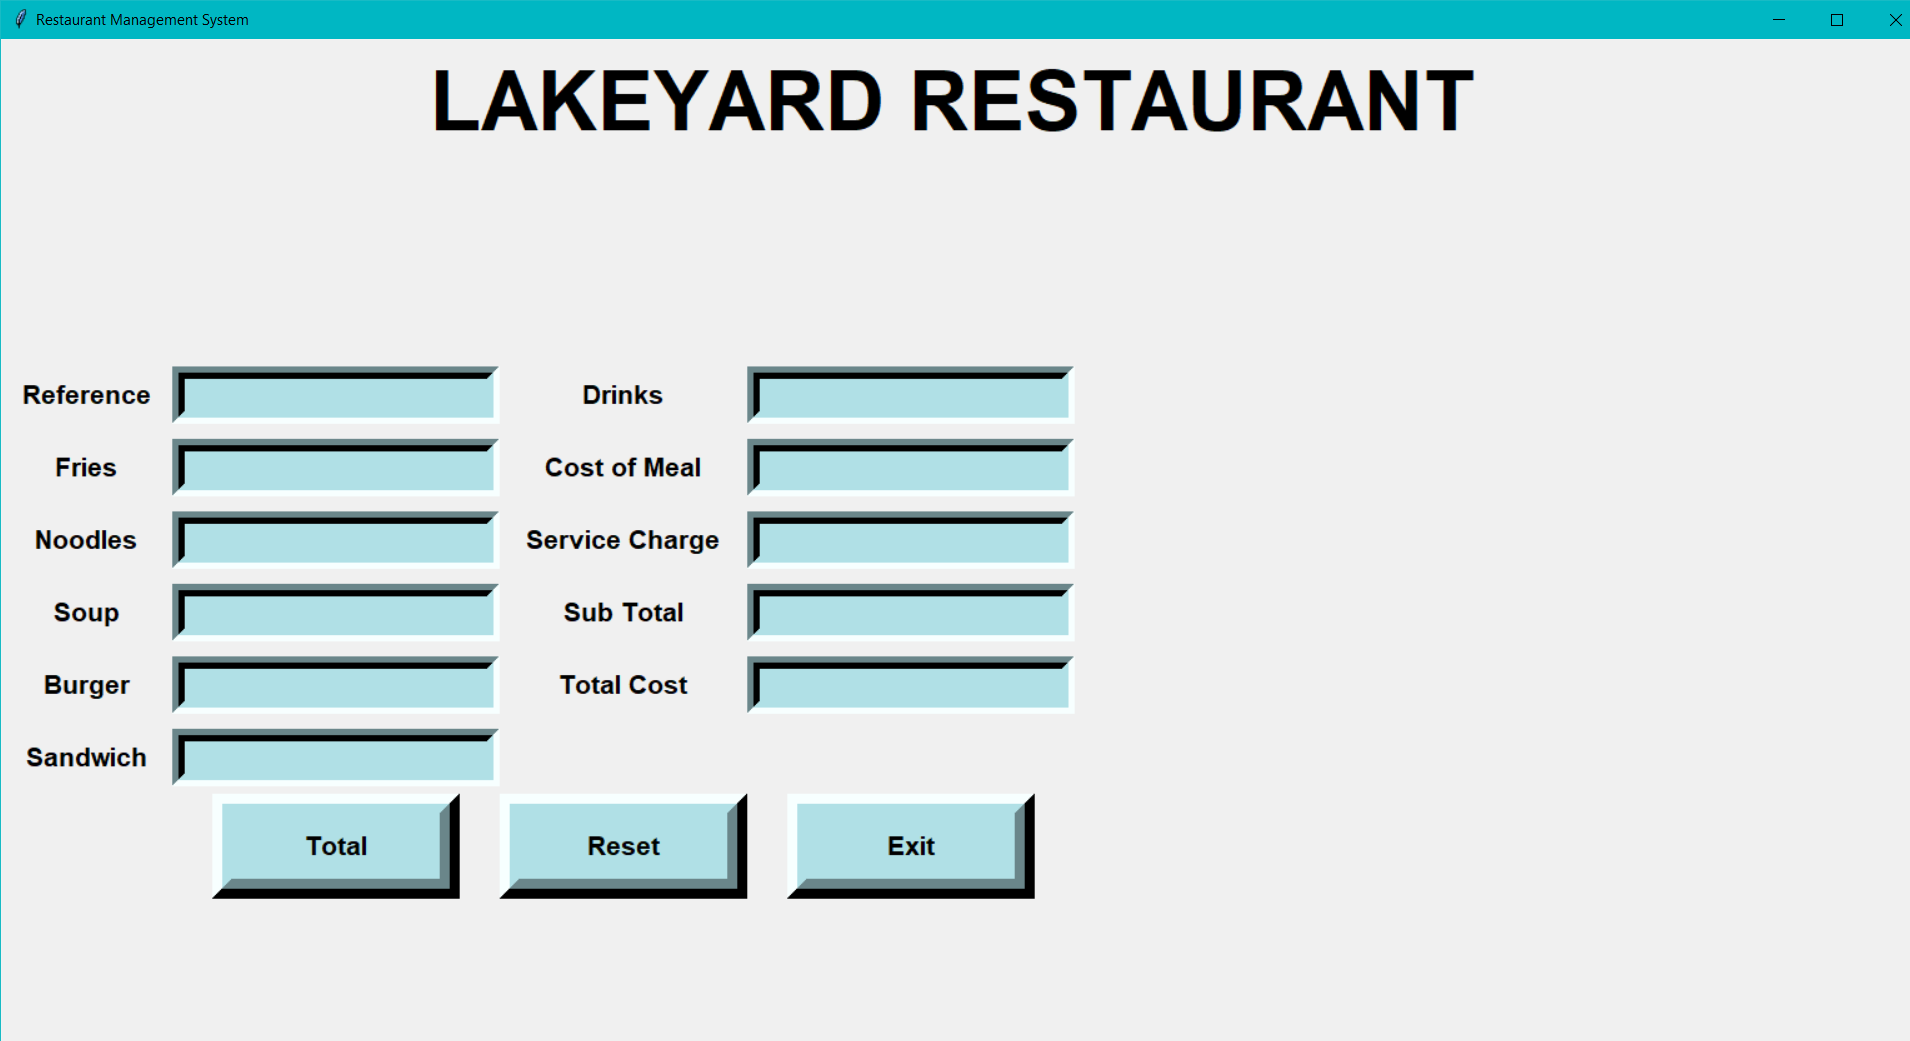 Restaurant Management System
LAKEYARD RESTAURANT
Reference
Drinks
Fries
Cost of Meal
Noodles
Service Charge
Soup
Sub Total
Burger
Total Cost
Sandwich
Total
Reset
Exit